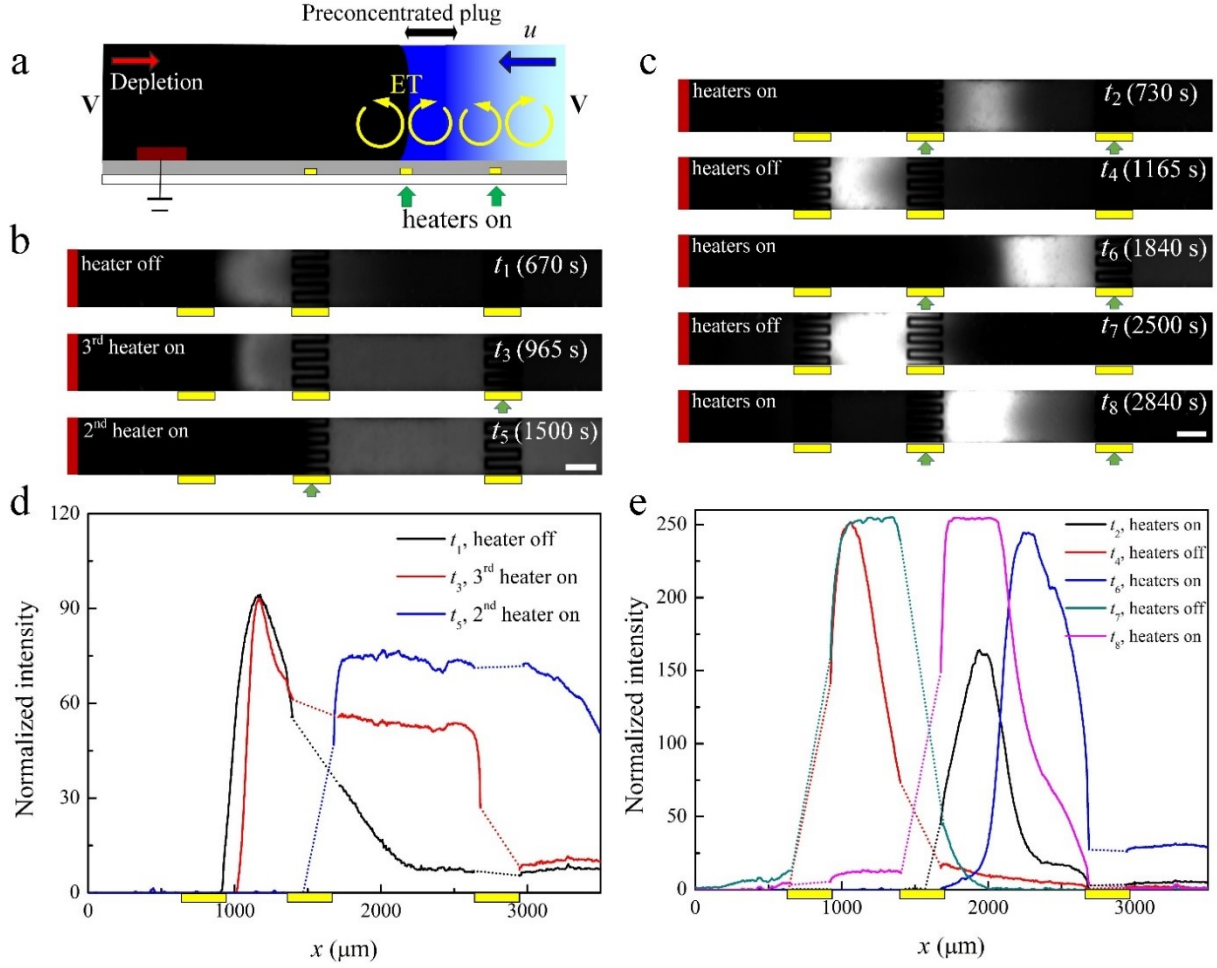 a
Preconcentrated plug
u
Depletion
ET
V
V
heaters on
b
heater off
t1 (670 s)
3rd heater on
t3 (965 s)
2nd heater on
t5 (1500 s)
c
heaters on
t2 (730 s)
heaters off
t4 (1165 s)
heaters on
t6 (1840 s)
heaters off
t7 (2500 s)
heaters on
t8 (2840 s)
d
Normalized intensity
120
90
60
30
0
t1, heater off
t3, 3rd heater on
t5, 2nd heater on
0
1000
2000
3000
x (μm)
e
Normalized intensity
250
200
150
100
50
0
t2, heaters on
t4, heaters off
t6, heaters on
t7, heaters off
t8, heaters on
0
1000
2000
3000
x (μm)